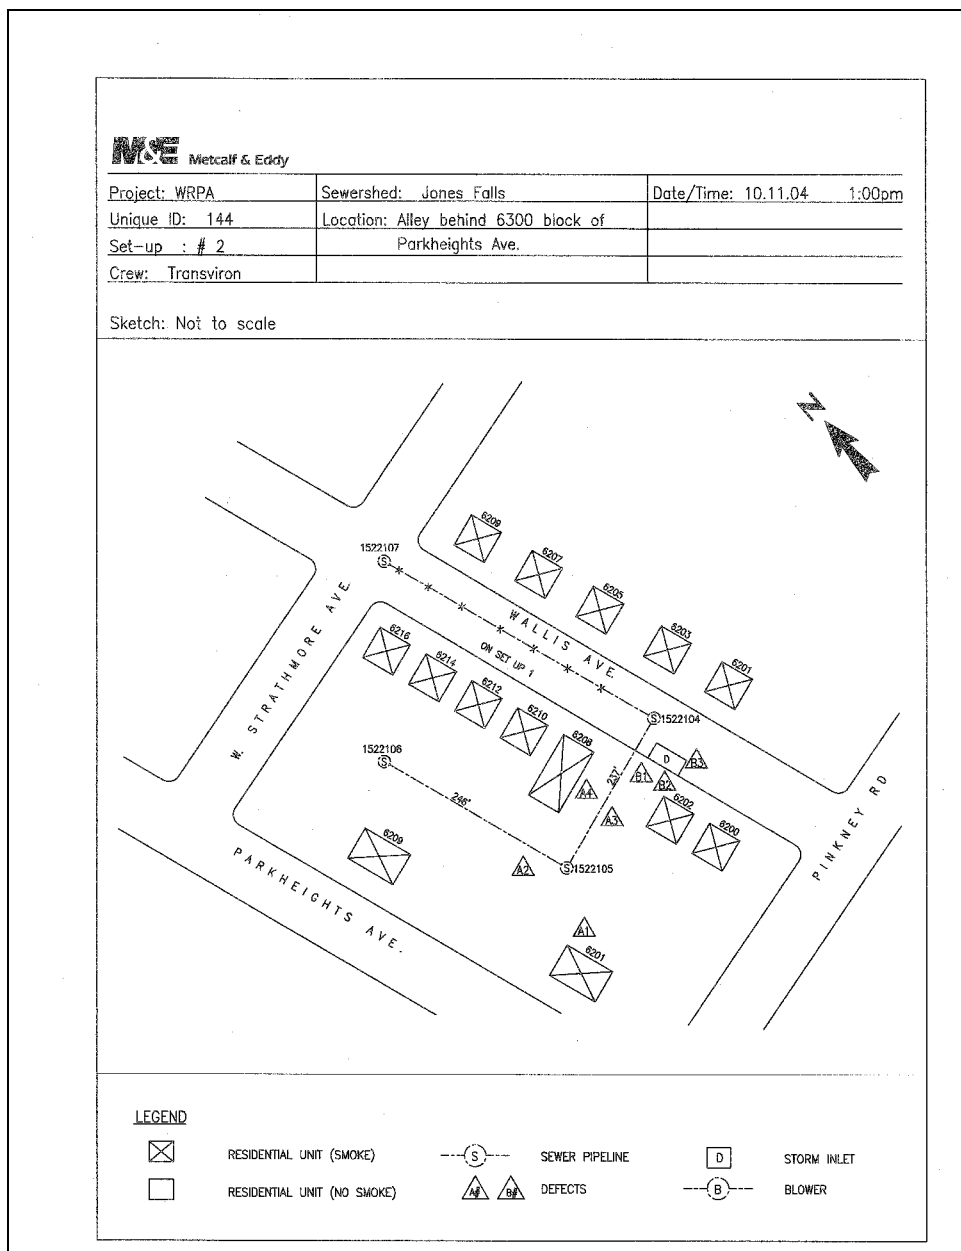 M&E Metcalf & Eddy
Project: WRPA Sewershed: Jones Falls Date/Time: 10.11.04 1:00pm
Unique ID: 144 Location: Alley behind 6300 block of
Set-up : # 2 Parkheights Ave.
Crew: Transviron
Sketch: Not to scale
N
6209
1522107
6207
6205
WALLIS AVE.
6203
6201
W. STRATHMORE AVE
6216
ON SET UP 1
6214
6212
6210
1522104
1522106
6208
D
B3
B1
B2
237'
A4
246'
6202
A3
6200
PINKNEY RD
6209
PARKHEIGHTS AVE.
A2
1522105
A1
6201
LEGEND
RESIDENTIAL UNIT (SMOKE) S SEWER PIPELINE D STORM INLET
RESIDENTIAL UNIT (NO SMOKE) A# B# DEFECTS B BLOWER